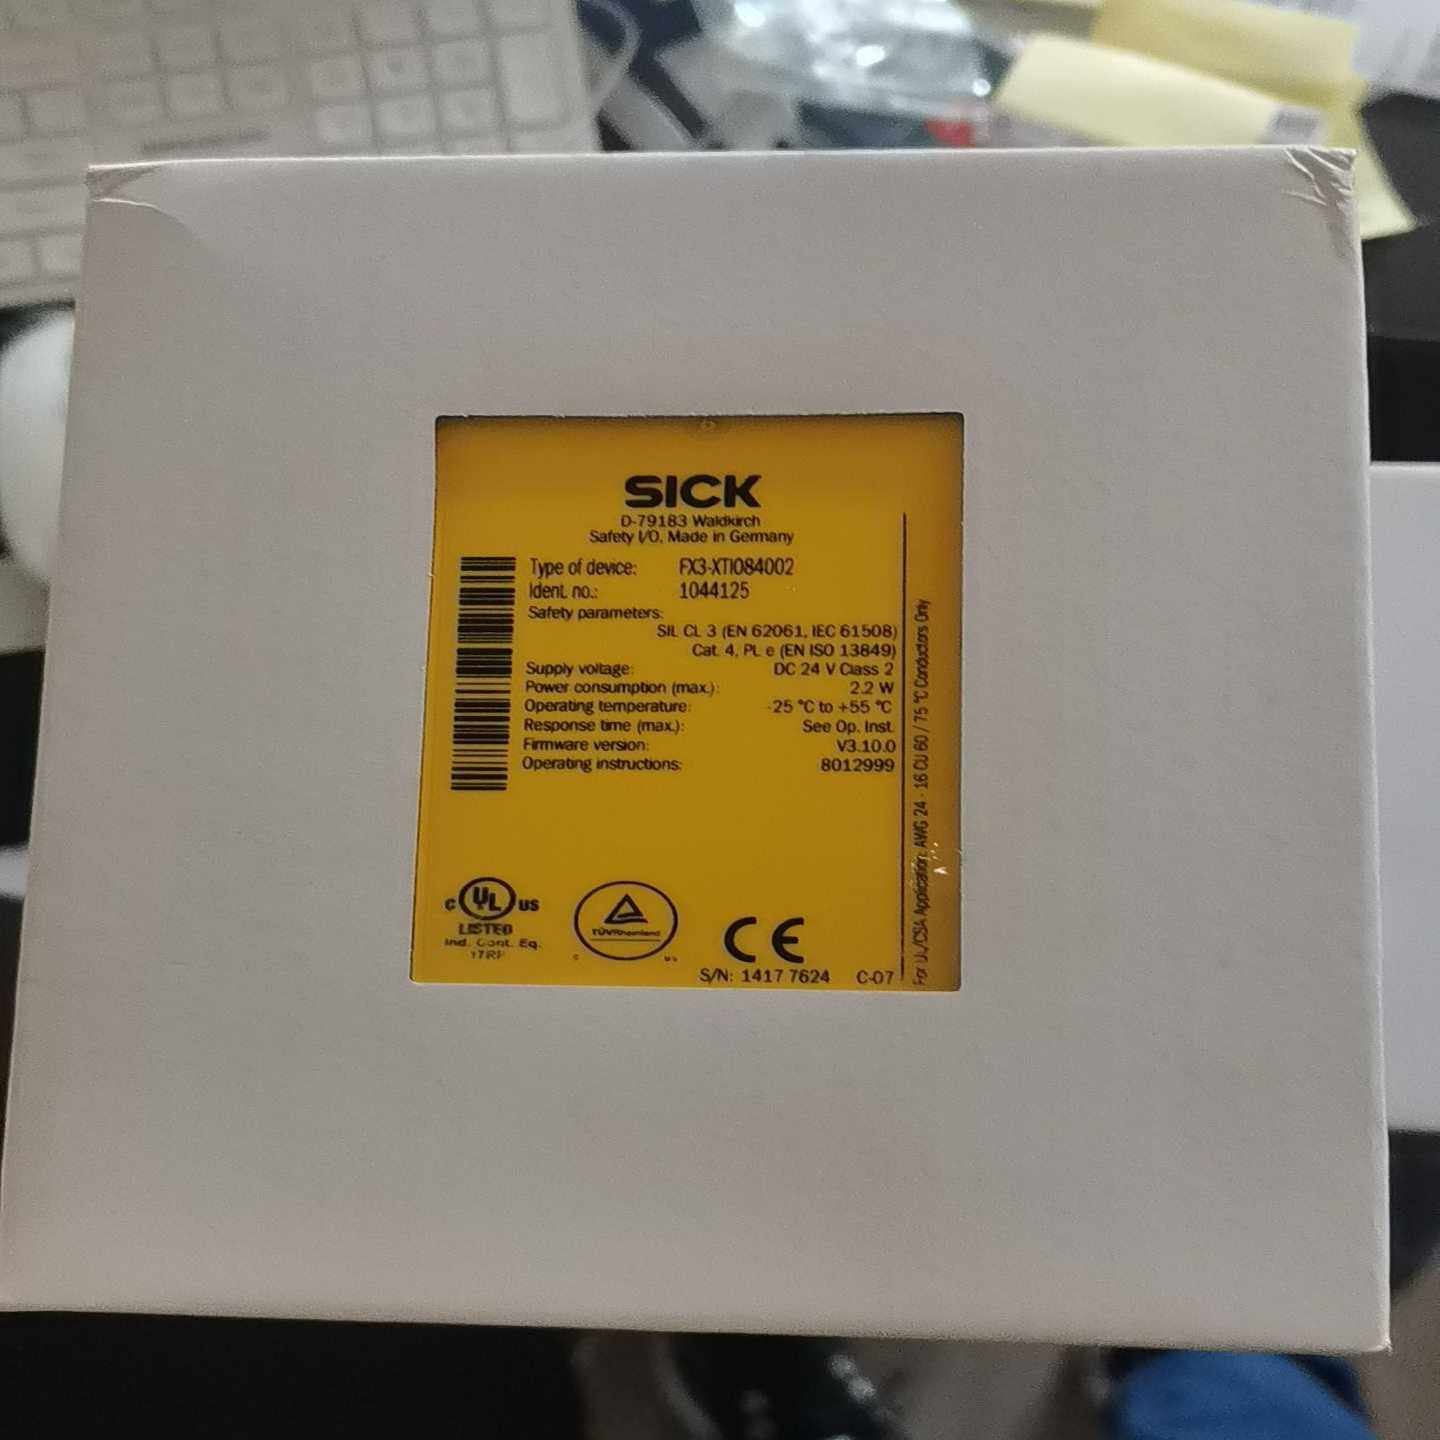 SICK
D-79183 Waldkirch
Safety I/O, Made in Germany
Type of device: FX3-XTIO84002
Ident. no.: 1044125
Safety parameters:
SIL CL 3 (EN 62061, IEC 61508)
Cat. 4, PL e (EN ISO 13849)
Supply voltage: DC 24 V Class 2
Power consumption (max.): 2.2 W
Operating temperature: -25 °C to +55 °C
Response time (max.): See Op. Inst.
Firmware version: V3.10.0
Operating instructions: 8012999
For UL/CSA Application: AWG 24 - 16 CU 60 / 75 °C Conductors Only
c UL us
LISTED
Ind. Cont. Eq.
TÜVRheinland
C US
CE
S/N: 1417 7624 C-07